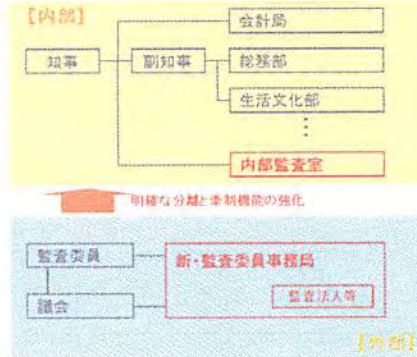 【内部】
会計局
知事
副知事
総務部
生活文化部
内部監査室
明確な分離と牽制機能の強化
監査委員
新・監査委員事務局
議会
監査法人等
【外部】